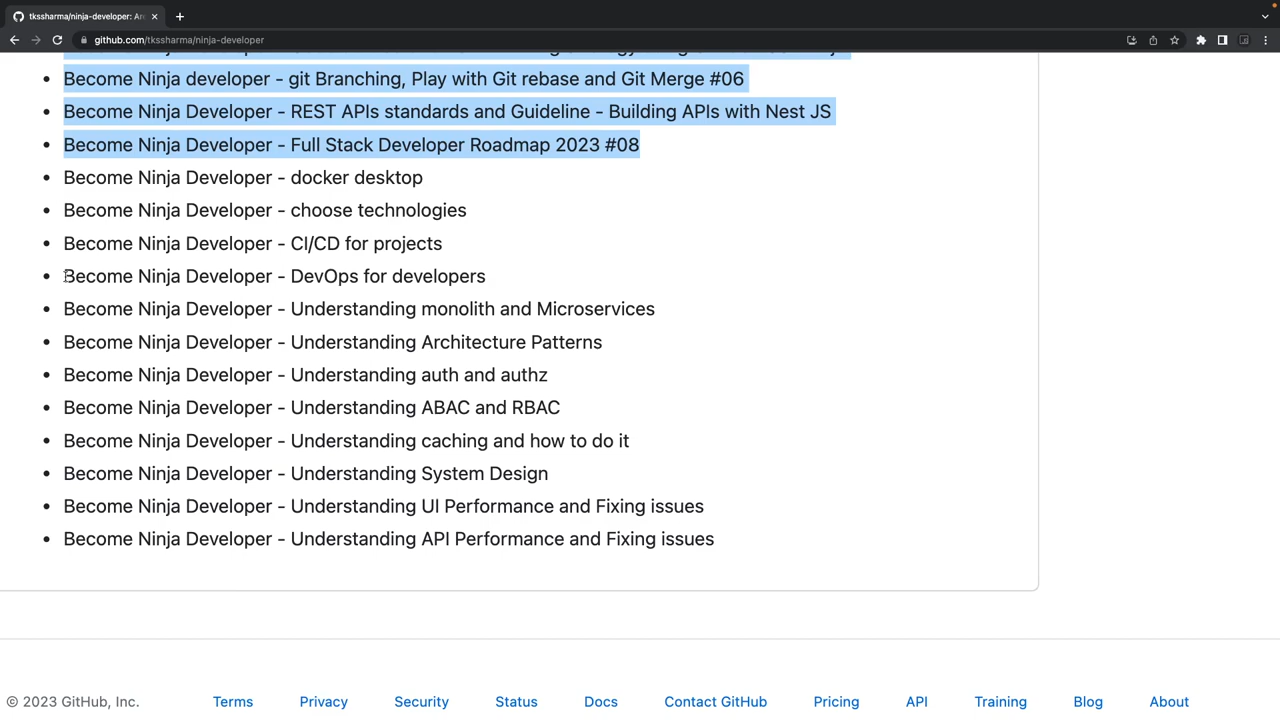 tkssharma/ninja-developer: Arc
github.com/tkssharma/ninja-developer
Become Ninja developer - git Branching, Play with Git rebase and Git Merge #06
Become Ninja Developer - REST APIs standards and Guideline - Building APIs with Nest JS
Become Ninja Developer - Full Stack Developer Roadmap 2023 #08
Become Ninja Developer - docker desktop
Become Ninja Developer - choose technologies
Become Ninja Developer - CI/CD for projects
Become Ninja Developer - DevOps for developers
Become Ninja Developer - Understanding monolith and Microservices
Become Ninja Developer - Understanding Architecture Patterns
Become Ninja Developer - Understanding auth and authz
Become Ninja Developer - Understanding ABAC and RBAC
Become Ninja Developer - Understanding caching and how to do it
Become Ninja Developer - Understanding System Design
Become Ninja Developer - Understanding UI Performance and Fixing issues
Become Ninja Developer - Understanding API Performance and Fixing issues
© 2023 GitHub, Inc. Terms Privacy Security Status Docs Contact GitHub Pricing API Training Blog About